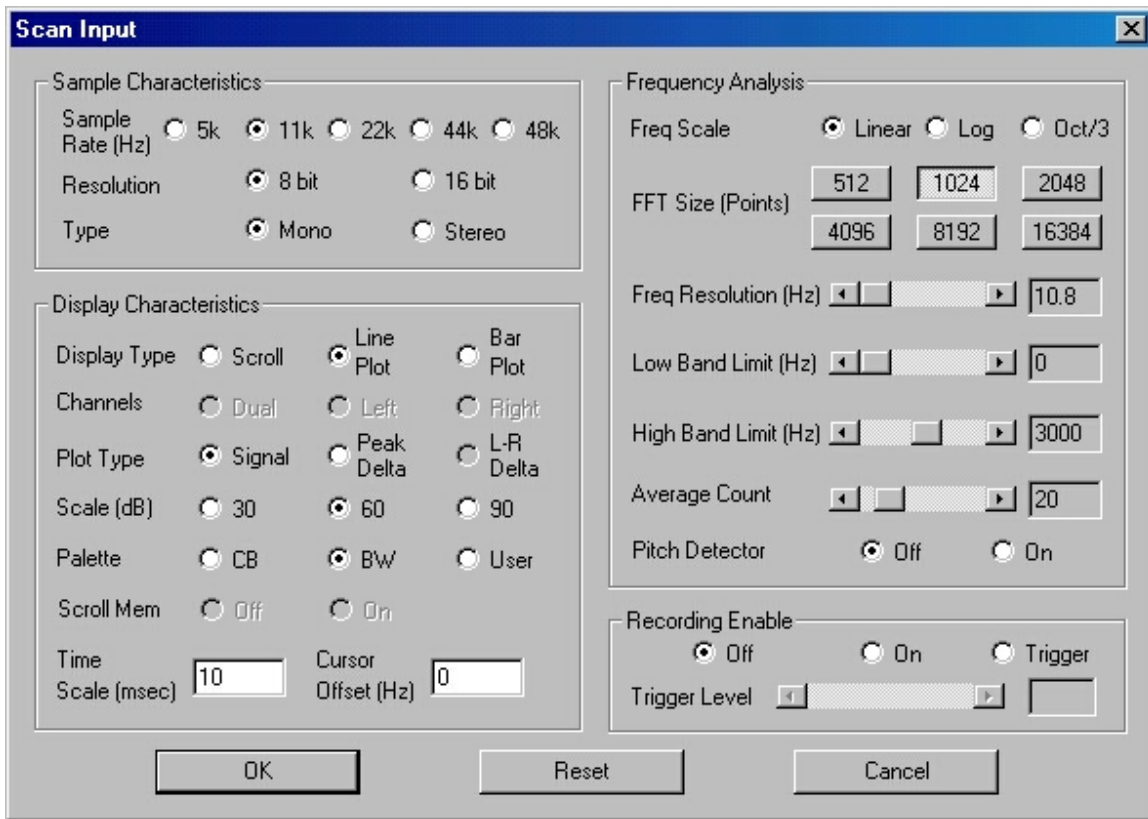 Scan Input
Sample Characteristics
Sample Rate (Hz) 5k 11k 22k 44k 48k
Resolution 8 bit 16 bit
Type Mono Stereo
Display Characteristics
Display Type Scroll Line Plot Bar Plot
Channels Dual Left Right
Plot Type Signal Peak Delta L-R Delta
Scale (dB) 30 60 90
Palette CB BW User
Scroll Mem Off On
Time Scale (msec) 10 Cursor Offset (Hz) 0
Frequency Analysis
Freq Scale Linear Log Oct/3
FFT Size (Points) 512 1024 2048
4096 8192 16384
Freq Resolution (Hz) 10.8
Low Band Limit (Hz) 0
High Band Limit (Hz) 3000
Average Count 20
Pitch Detector Off On
Recording Enable
Off On Trigger
Trigger Level
OK Reset Cancel